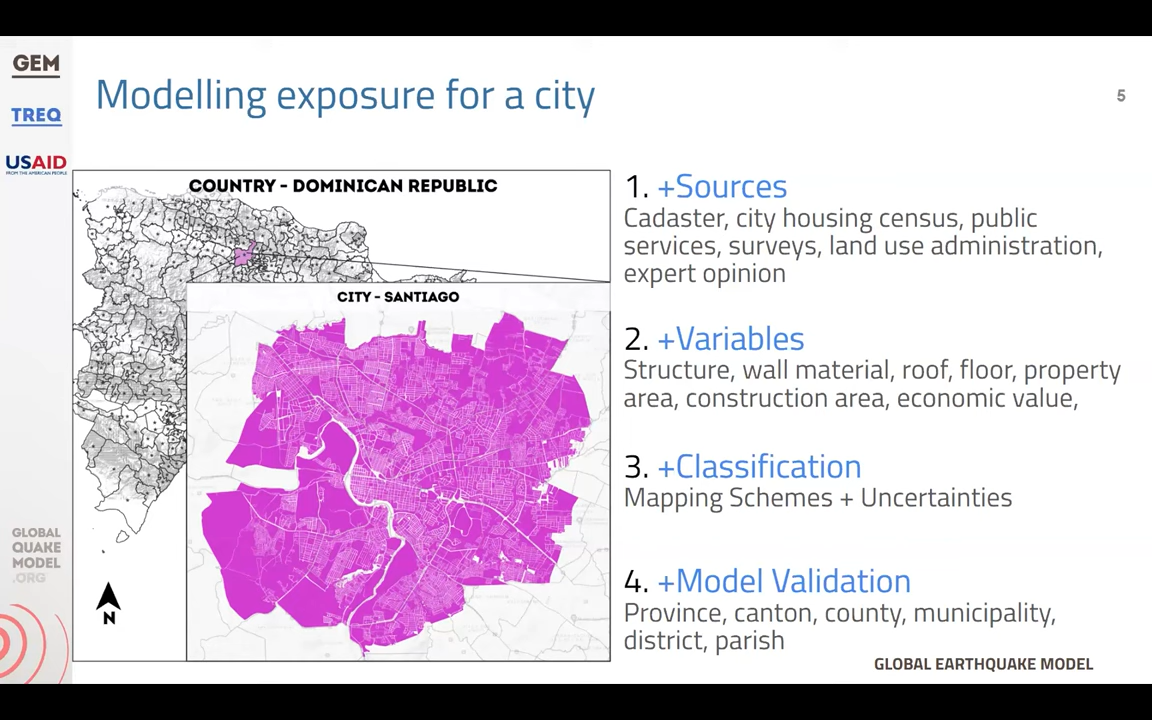 GEM
TREQ
USAID
FROM THE AMERICAN PEOPLE
Modelling exposure for a city
5
COUNTRY - DOMINICAN REPUBLIC
CITY - SANTIAGO
N
1. +Sources
Cadaster, city housing census, public
services, surveys, land use administration,
expert opinion
2. +Variables
Structure, wall material, roof, floor, property
area, construction area, economic value,
3. +Classification
Mapping Schemes + Uncertainties
4. +Model Validation
Province, canton, county, municipality,
district, parish
GLOBAL
QUAKE
MODEL
.ORG
GLOBAL EARTHQUAKE MODEL